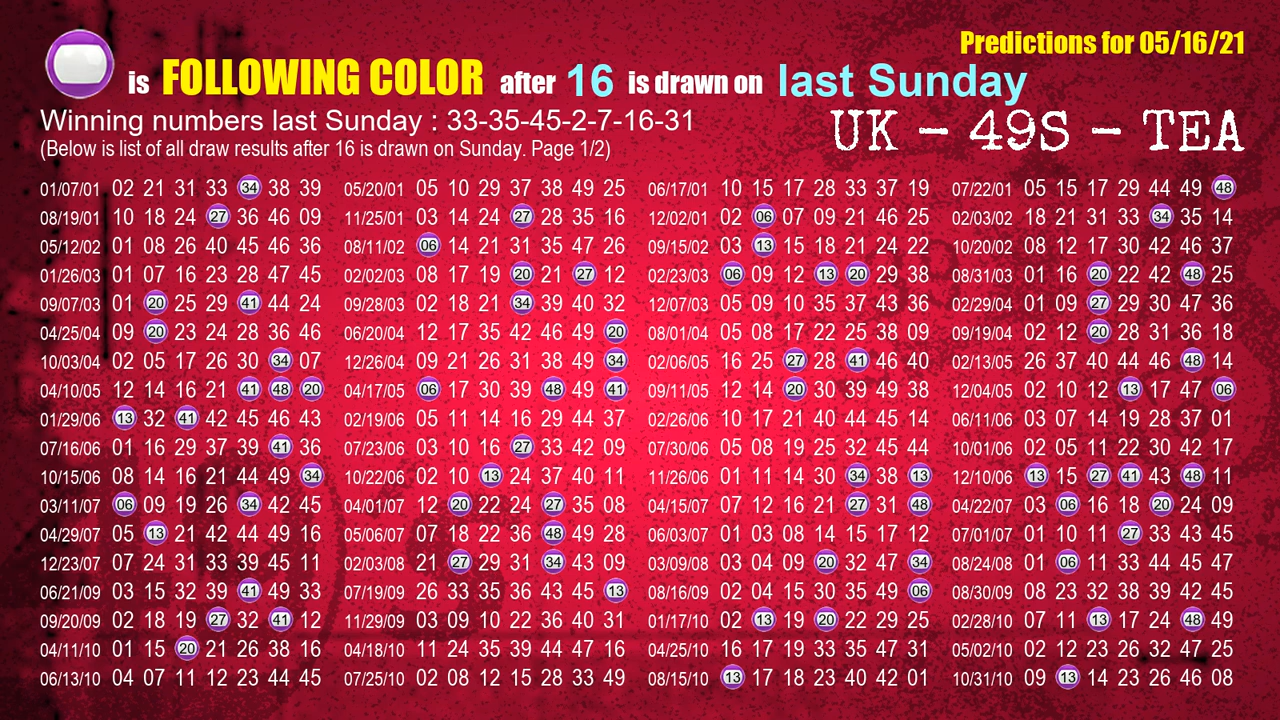 Predictions for 05/16/21
is FOLLOWING COLOR after 16 is drawn on last Sunday
Winning numbers last Sunday : 33-35-45-2-7-16-31
UK - 49S - TEA
(Below is list of all draw results after 16 is drawn on Sunday. Page 1/2)
01/07/01 02 21 31 33 34 38 39 05/20/01 05 10 29 37 38 49 25 06/17/01 10 15 17 28 33 37 19 07/22/01 05 15 17 29 44 49 48
08/19/01 10 18 24 27 36 46 09 11/25/01 03 14 24 27 28 35 16 12/02/01 02 06 07 09 21 46 25 02/03/02 18 21 31 33 34 35 14
05/12/02 01 08 26 40 45 46 36 08/11/02 06 14 21 31 35 47 26 09/15/02 03 13 15 18 21 24 22 10/20/02 08 12 17 30 42 46 37
01/26/03 01 07 16 23 28 47 45 02/02/03 08 17 19 20 21 27 12 02/23/03 06 09 12 13 20 29 38 08/31/03 01 16 20 22 42 48 25
09/07/03 01 20 25 29 41 44 24 09/28/03 02 18 21 34 39 40 32 12/07/03 05 09 10 35 37 43 36 02/29/04 01 09 27 29 30 47 36
04/25/04 09 20 23 24 28 36 46 06/20/04 12 17 35 42 46 49 20 08/01/04 05 08 17 22 25 38 09 09/19/04 02 12 20 28 31 36 18
10/03/04 02 05 17 26 30 34 07 12/26/04 09 21 26 31 38 49 34 02/06/05 16 25 27 28 41 46 40 02/13/05 26 37 40 44 46 48 14
04/10/05 12 14 16 21 41 48 20 04/17/05 06 17 30 39 48 49 41 09/11/05 12 14 20 30 39 49 38 12/04/05 02 10 12 13 17 47 06
01/29/06 13 32 41 42 45 46 43 02/19/06 05 11 14 16 29 44 37 02/26/06 10 17 21 40 44 45 14 06/11/06 03 07 14 19 28 37 01
07/16/06 01 16 29 37 39 41 36 07/23/06 03 10 16 27 33 42 09 07/30/06 05 08 19 25 32 45 44 10/01/06 02 05 11 22 30 42 17
10/15/06 08 14 16 21 44 49 34 10/22/06 02 10 13 24 37 40 11 11/26/06 01 11 14 30 34 38 13 12/10/06 13 15 27 41 43 48 11
03/11/07 06 09 19 26 34 42 45 04/01/07 12 20 22 24 27 35 08 04/15/07 07 12 16 21 27 31 48 04/22/07 03 06 16 18 20 24 09
04/29/07 05 13 21 42 44 49 16 05/06/07 07 18 22 36 48 49 28 06/03/07 01 03 08 14 15 17 12 07/01/07 01 10 11 27 33 43 45
12/23/07 07 24 31 33 39 45 11 02/03/08 21 27 29 31 34 43 09 03/09/08 03 04 09 20 32 47 34 08/24/08 01 06 11 33 44 45 47
06/21/09 03 15 32 39 41 49 33 07/19/09 26 33 35 36 43 45 13 08/16/09 02 04 15 30 35 49 06 08/30/09 08 23 32 38 39 42 45
09/20/09 02 18 19 27 32 41 12 11/29/09 03 09 10 22 36 40 31 01/17/10 02 13 19 20 22 29 25 02/28/10 07 11 13 17 24 48 49
04/11/10 01 15 20 21 26 38 16 04/18/10 11 24 35 39 44 47 16 04/25/10 16 17 19 33 35 47 31 05/02/10 02 12 23 26 32 47 25
06/13/10 04 07 11 12 23 44 45 07/25/10 02 08 12 15 28 33 49 08/15/10 13 17 18 23 40 42 01 10/31/10 09 13 14 23 26 46 08